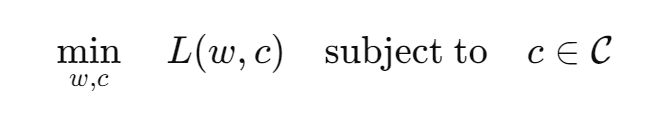 min L(w, c) subject to c ∈ 𝒞
w,c